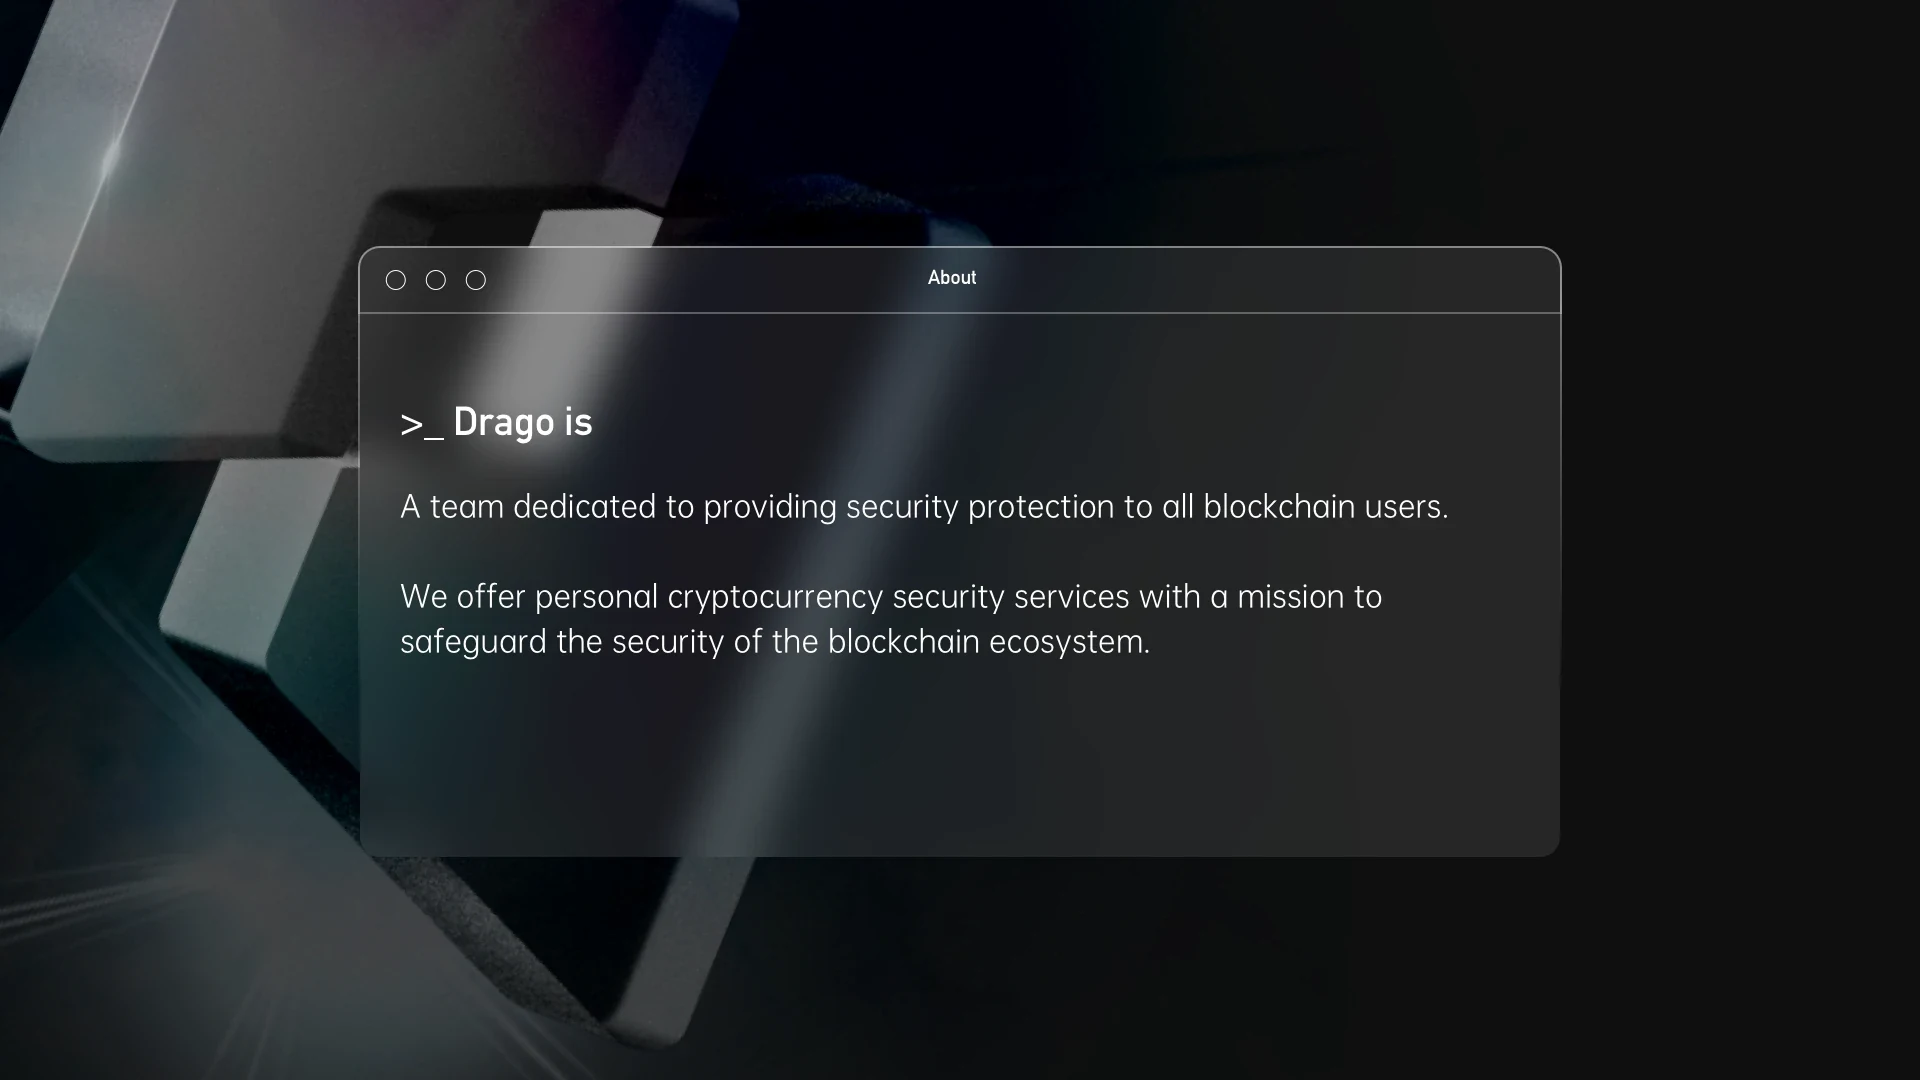 About
>_ Drago is
A team dedicated to providing security protection to all blockchain users.
We offer personal cryptocurrency security services with a mission to
safeguard the security of the blockchain ecosystem.